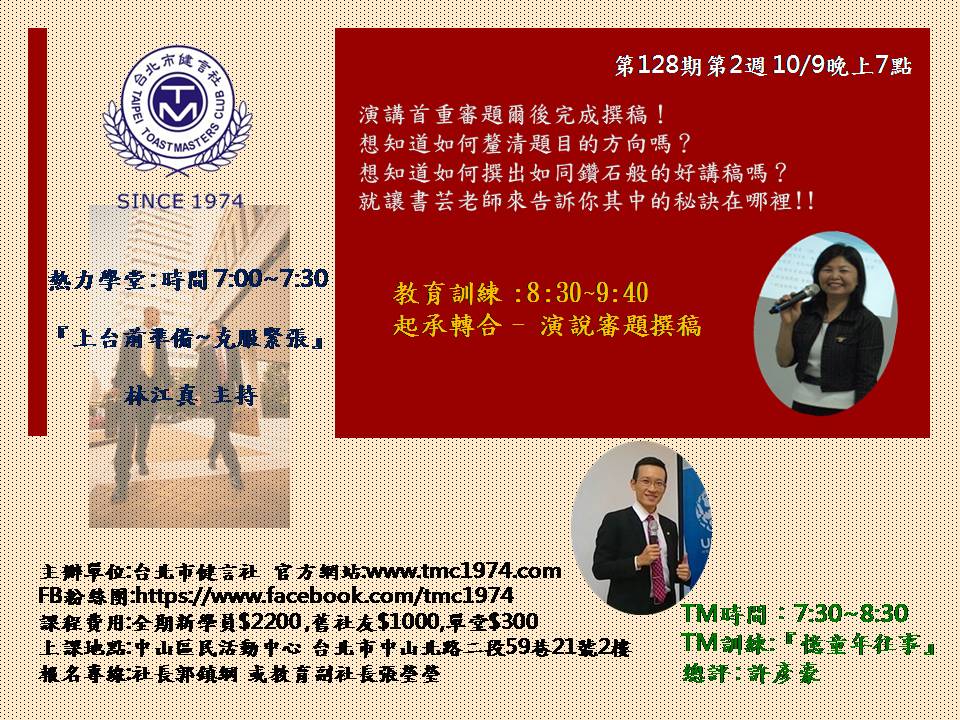 台北市健言社
TM
TAIPEI TOASTMASTERS CLUB
SINCE 1974
第128期 第2週 10/9晚上7點
演講首重審題爾後完成撰稿！
想知道如何釐清題目的方向嗎？
想知道如何撰出如同鑽石般的好講稿嗎？
就讓書芸老師來告訴你其中的秘訣在哪裡!!
教育訓練 :8:30~9:40
起承轉合 - 演說審題撰稿
熱力學堂:時間7:00~7:30
『上台前準備~克服緊張』
林江真 主持
主辦單位:台北市健言社 官方網站:www.tmc1974.com
FB粉絲團:https://www.facebook.com/tmc1974
課程費用:全期新學員$2200,舊社友$1000,單堂$300
上課地點:中山區民活動中心 台北市中山北路二段59巷21號2樓
報名專線:社長郭鎮綱 或教育副社長張瑩瑩
TM時間：7:30~8:30
TM訓練:『憶童年往事』
總評:許彥豪